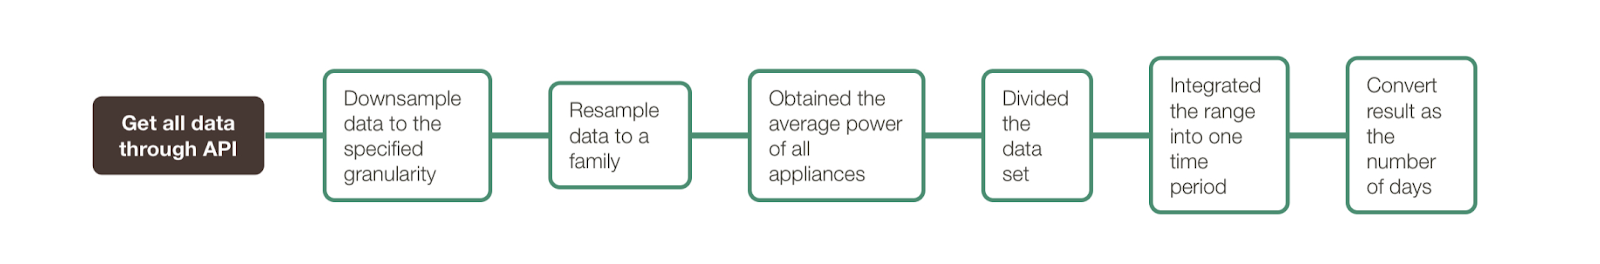 Get all data
through API
Downsample
data to the
specified
granularity
Resample
data to a
family
Obtained the
average power
of all
appliances
Divided
the
data
set
Integrated
the range
into one
time
period
Convert
result as
the
number
of days